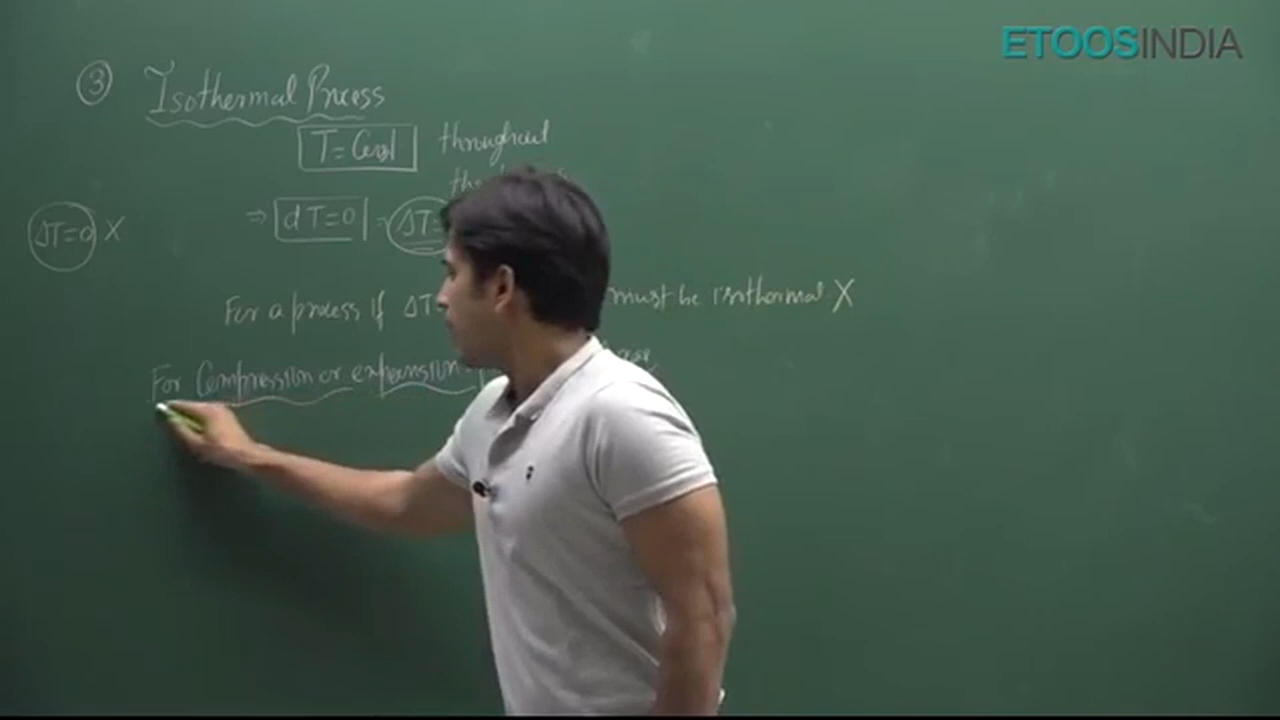 ETOOSINDIA
③ Isothermal Process
T = Const throughout
ΔT=0 X
⇒ dT=0 ⇒ ΔT=
For a process if ΔT must be isothermal X
For Compression or expansion